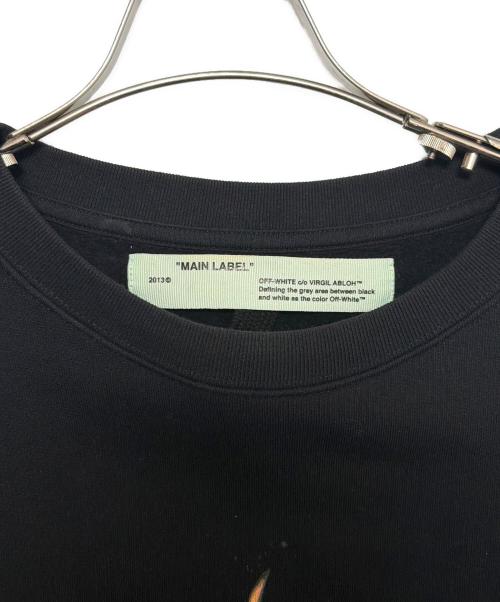 "MAIN LABEL"
2013©
OFF-WHITE c/o VIRGIL ABLOH™
Defining the grey area between black
and white as the color Off-White™